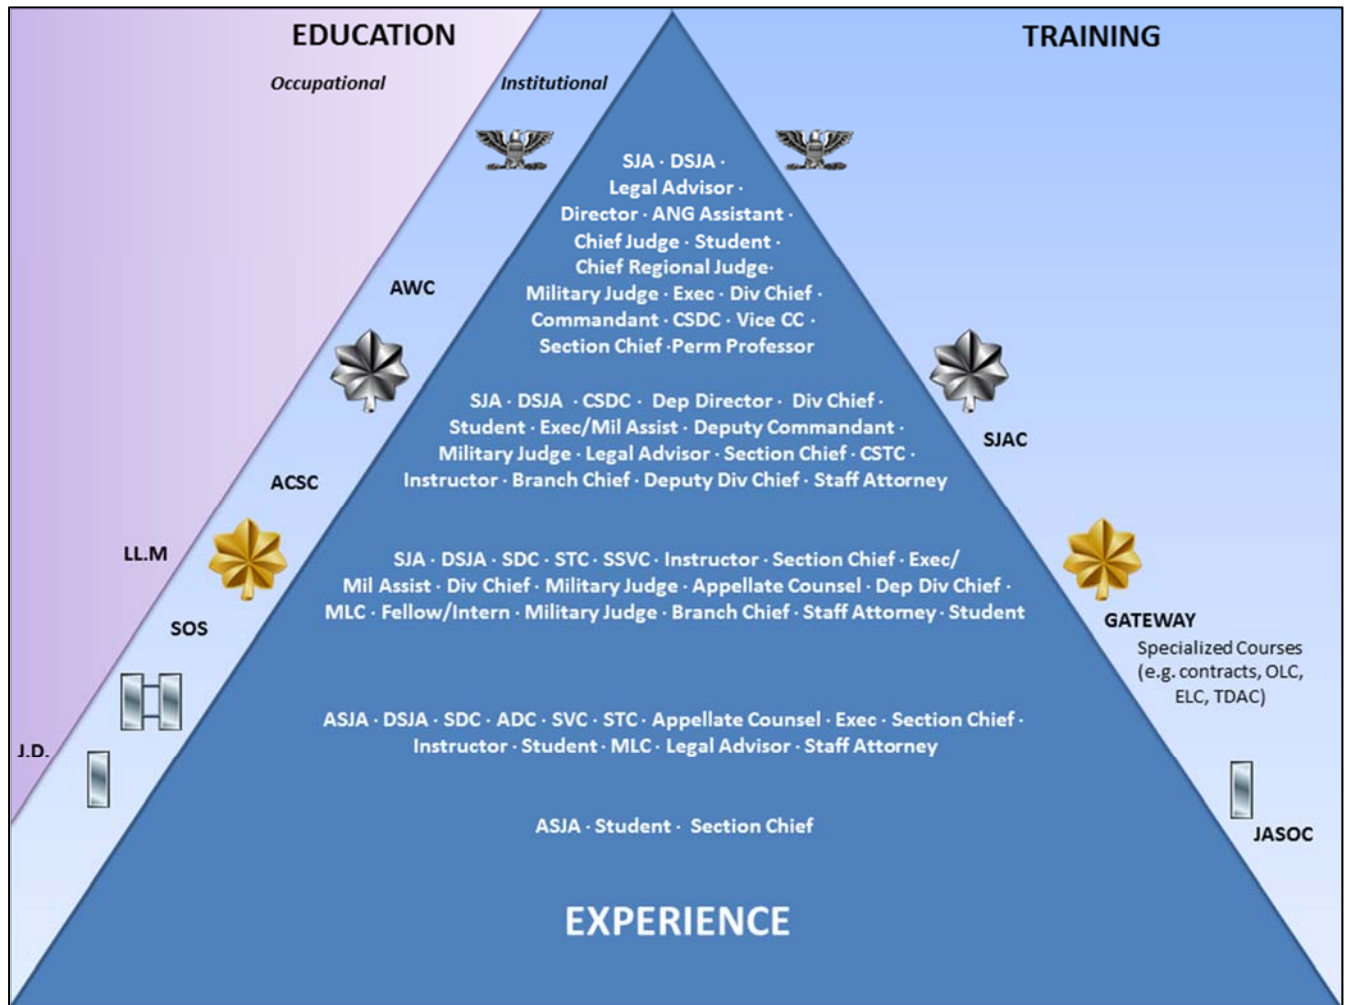 EDUCATION
TRAINING
Occupational
Institutional
SJA · DSJA ·
Legal Advisor ·
Director · ANG Assistant ·
Chief Judge · Student ·
Chief Regional Judge·
Military Judge · Exec · Div Chief ·
Commandant · CSDC · Vice CC ·
Section Chief ·Perm Professor
AWC
SJA · DSJA · CSDC · Dep Director · Div Chief ·
Student · Exec/Mil Assist · Deputy Commandant ·
Military Judge · Legal Advisor · Section Chief · CSTC ·
Instructor · Branch Chief · Deputy Div Chief · Staff Attorney
SJAC
ACSC
LL.M
SJA · DSJA · SDC · STC · SSVC · Instructor · Section Chief · Exec/
Mil Assist · Div Chief · Military Judge · Appellate Counsel · Dep Div Chief ·
MLC · Fellow/Intern · Military Judge · Branch Chief · Staff Attorney · Student
GATEWAY
Specialized Courses
(e.g. contracts, OLC,
ELC, TDAC)
SOS
ASJA · DSJA · SDC · ADC · SVC · STC · Appellate Counsel · Exec · Section Chief ·
Instructor · Student · MLC · Legal Advisor · Staff Attorney
J.D.
ASJA · Student · Section Chief
JASOC
EXPERIENCE